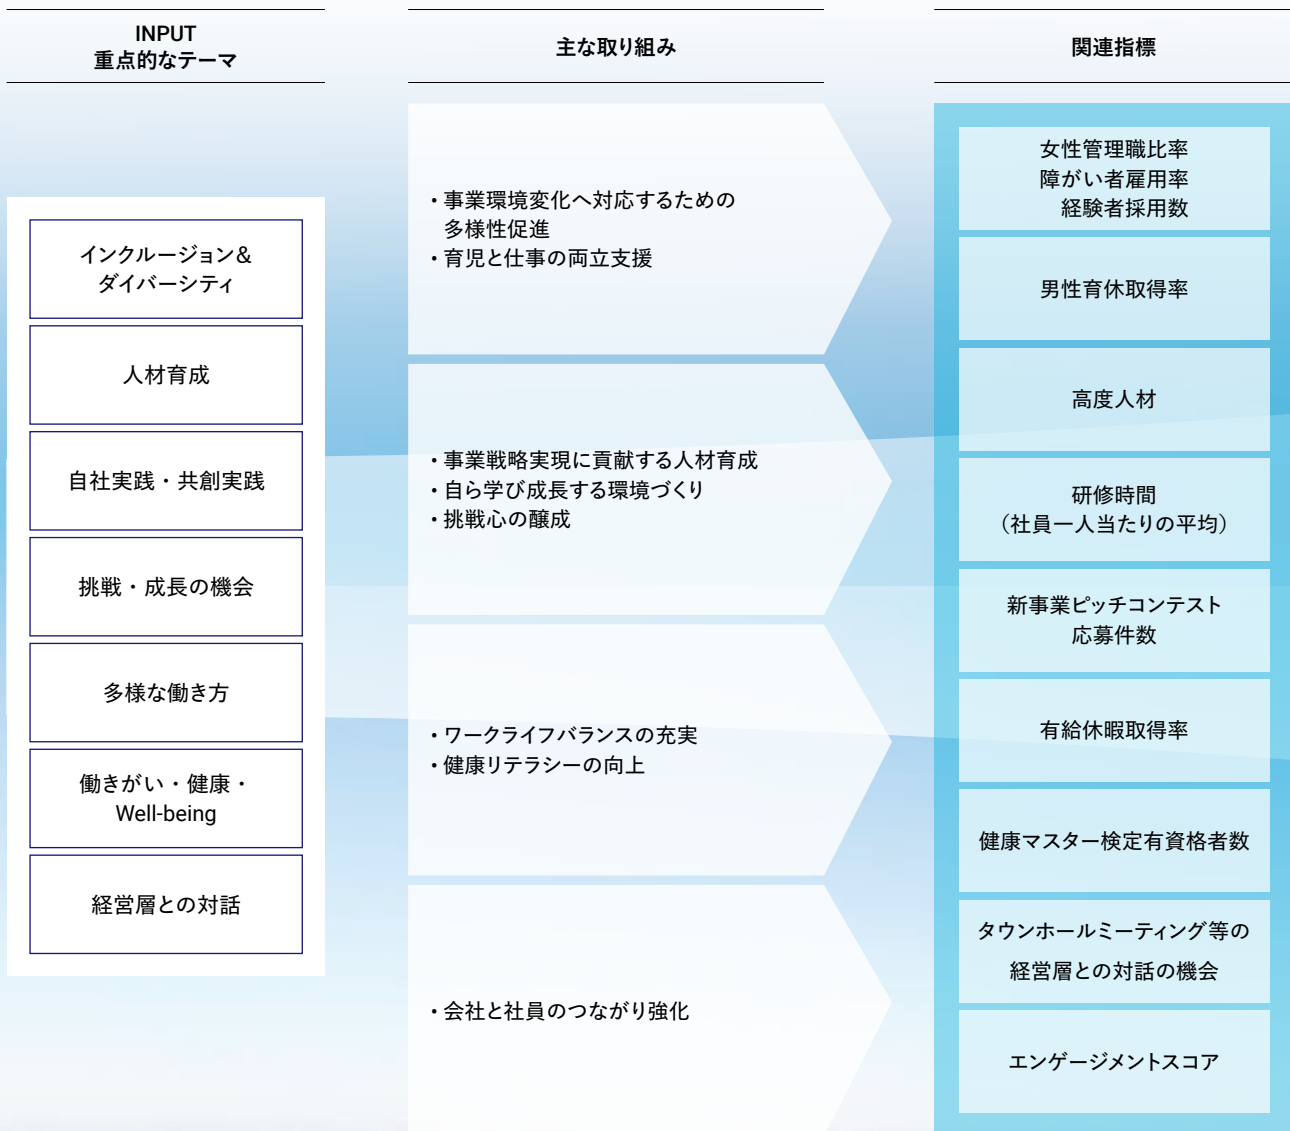 INPUT
重点的なテーマ
インクルージョン＆
ダイバーシティ
人材育成
自社実践・共創実践
挑戦・成長の機会
多様な働き方
働きがい・健康・
Well-being
経営層との対話
主な取り組み
・事業環境変化へ対応するための
多様性促進
・育児と仕事の両立支援
・事業戦略実現に貢献する人材育成
・自ら学び成長する環境づくり
・挑戦心の醸成
・ワークライフバランスの充実
・健康リテラシーの向上
・会社と社員のつながり強化
関連指標
女性管理職比率
障がい者雇用率
経験者採用数
男性育休取得率
高度人材
研修時間
（社員一人当たりの平均）
新事業ピッチコンテスト
応募件数
有給休暇取得率
健康マスター検定有資格者数
タウンホールミーティング等の
経営層との対話の機会
エンゲージメントスコア